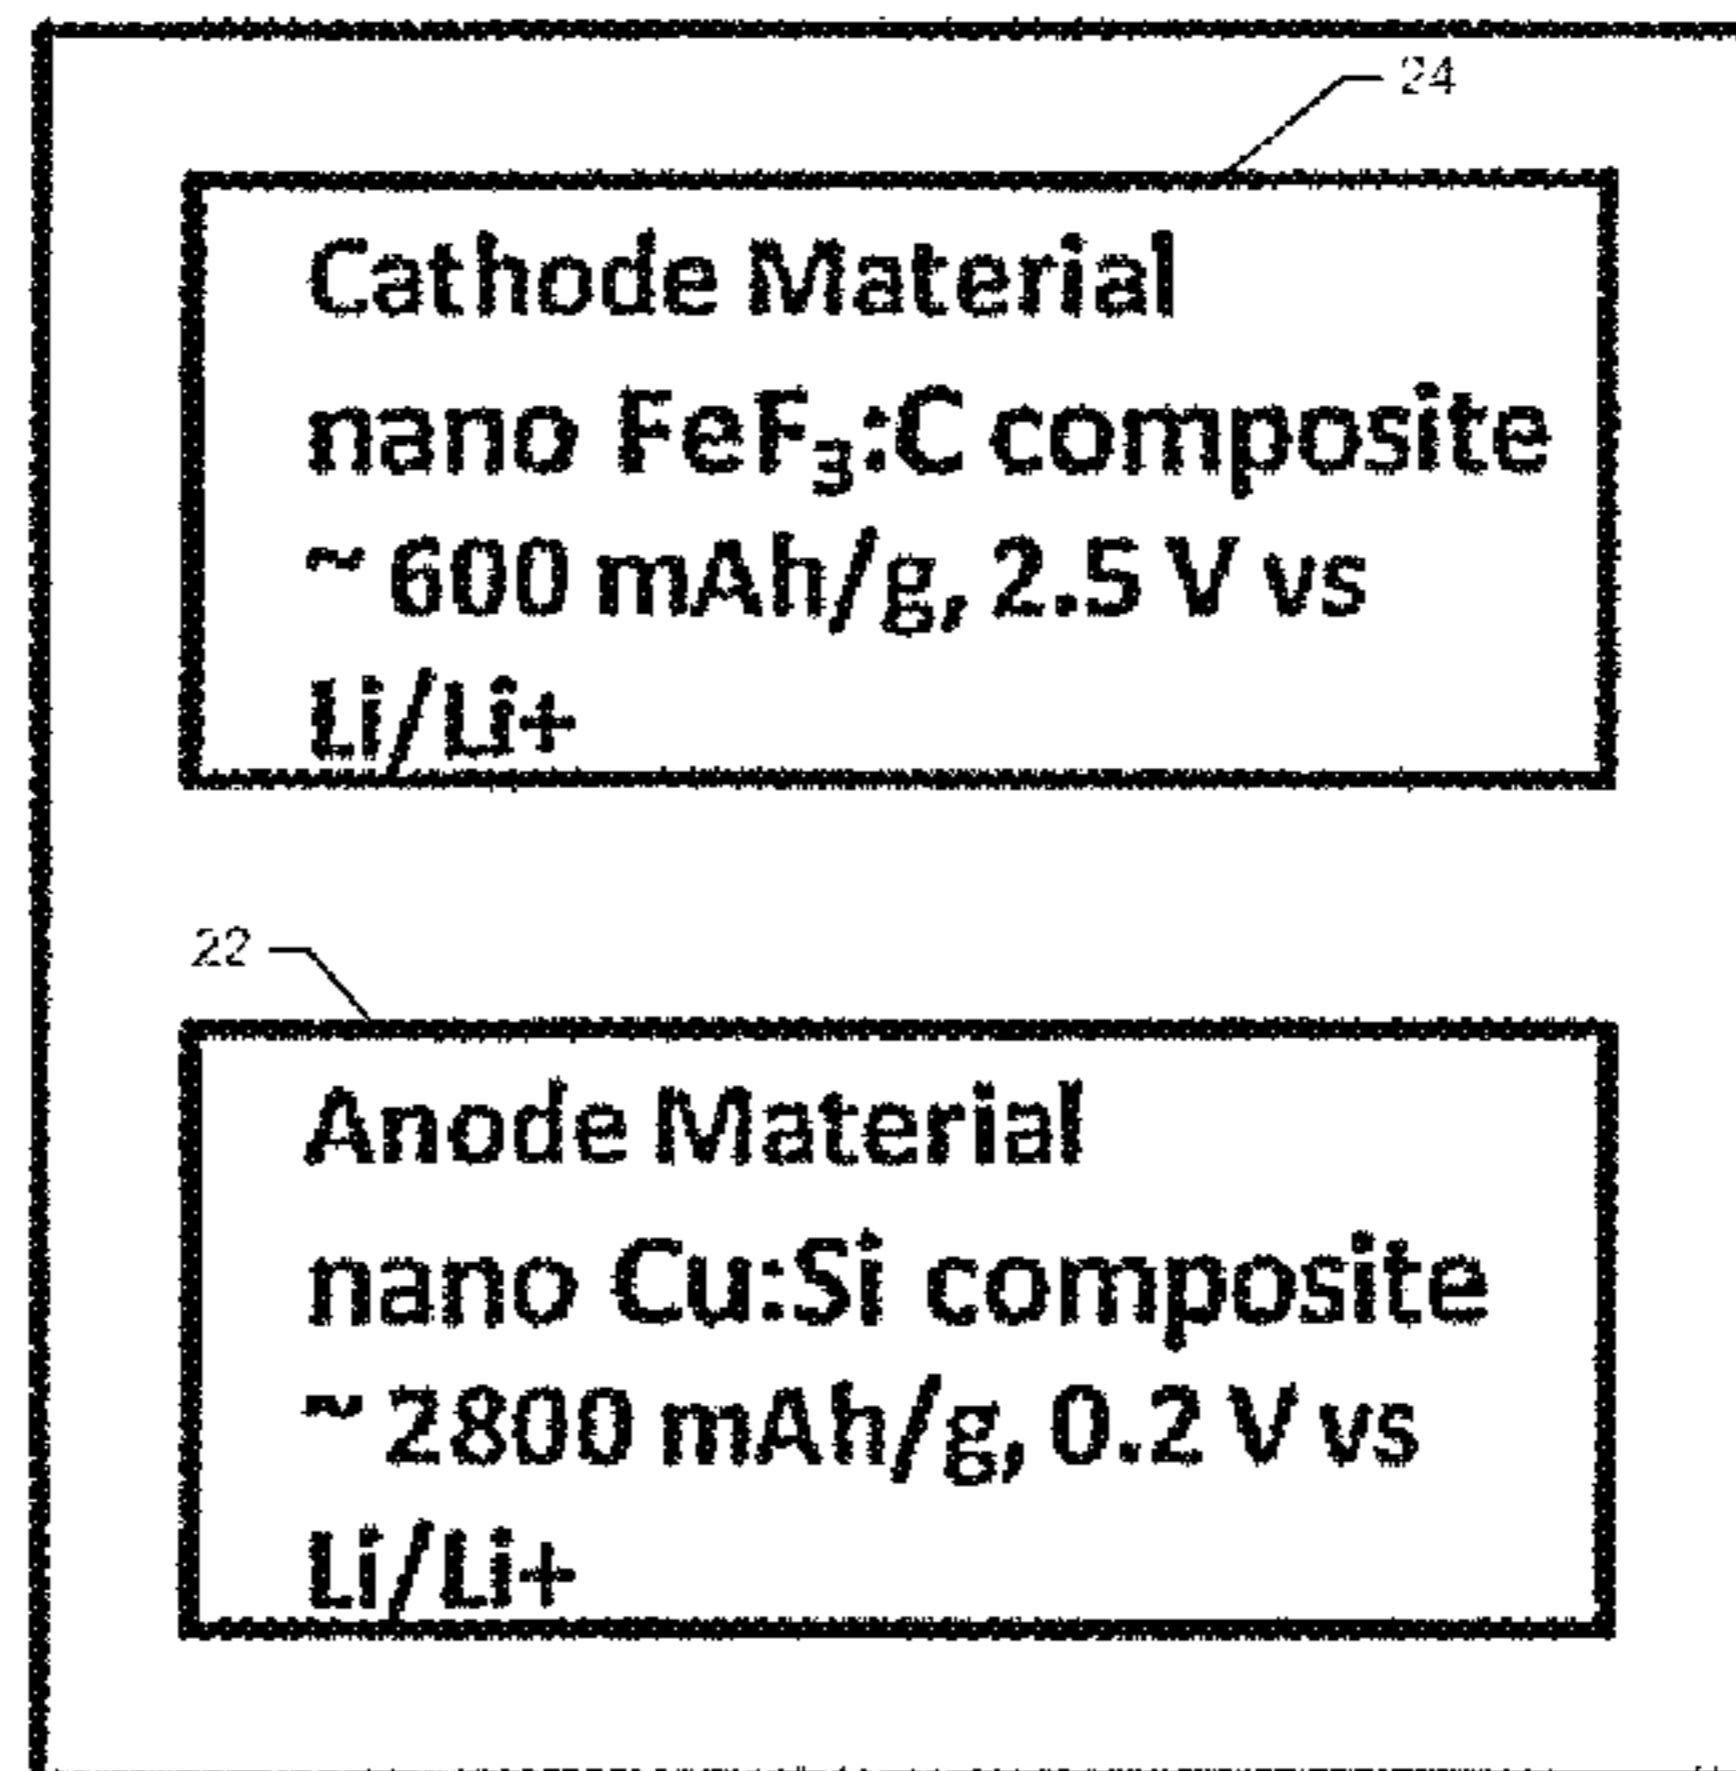 24
Cathode Material
nano FeF₃:C composite
~ 600 mAh/g, 2.5 V vs
Li/Li+
22
Anode Material
nano Cu:Si composite
~ 2800 mAh/g, 0.2 V vs
Li/Li+